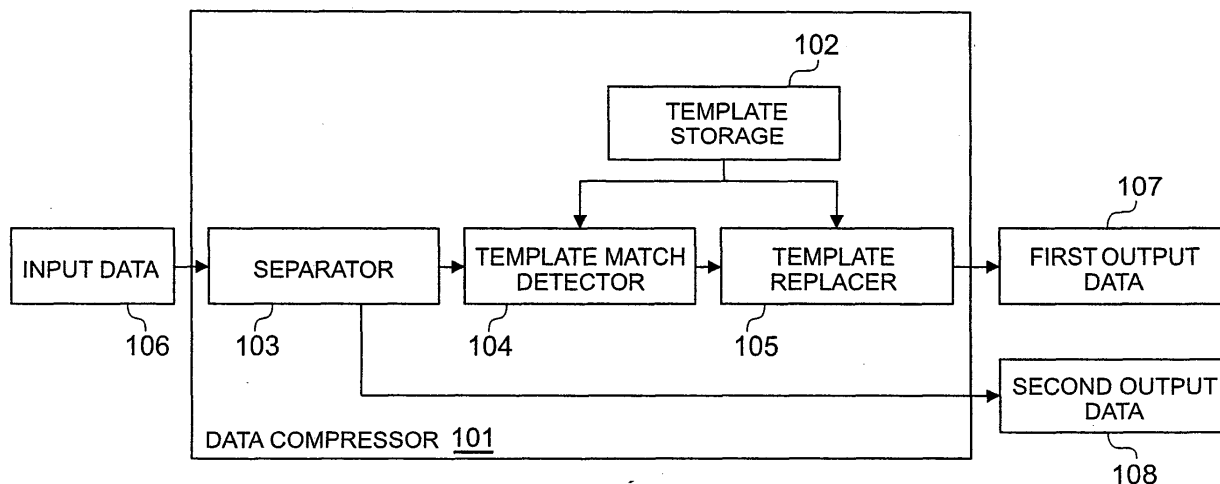 102
TEMPLATE
STORAGE
107
INPUT DATA
SEPARATOR
TEMPLATE MATCH
DETECTOR
TEMPLATE
REPLACER
FIRST OUTPUT
DATA
106
103
104
105
SECOND OUTPUT
DATA
DATA COMPRESSOR 101
108